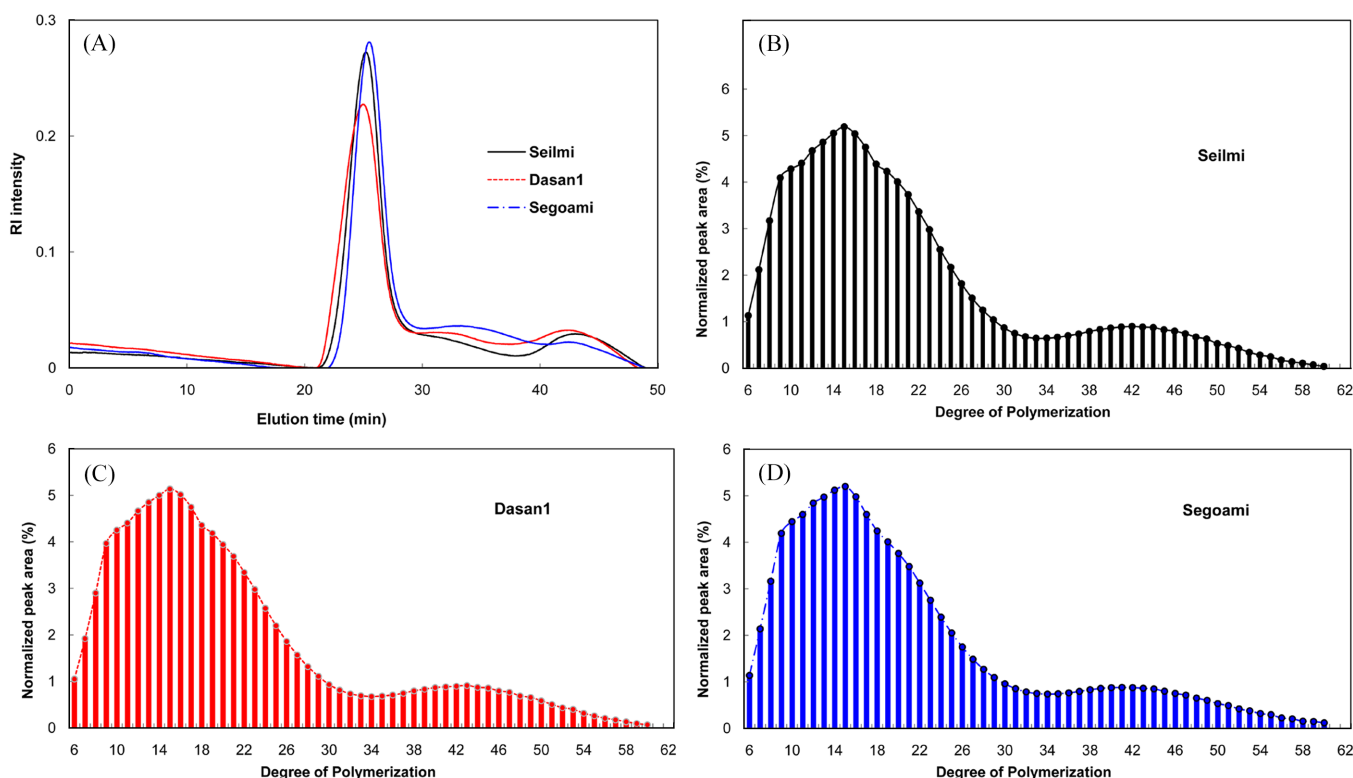 (A)
0.3
0.2
0.1
0
RI intensity
Seilmi
Dasan1
Segoami
0 10 20 30 40 50
Elution time (min)
(B)
6
5
4
3
2
1
0
Normalized peak area (%)
Seilmi
6 10 14 18 22 26 30 34 38 42 46 50 54 58 62
Degree of Polymerization
(C)
6
5
4
3
2
1
0
Normalized peak area (%)
Dasan1
6 10 14 18 22 26 30 34 38 42 46 50 54 58 62
Degree of Polymerization
(D)
6
5
4
3
2
1
0
Normalized peak area (%)
Segoami
6 10 14 18 22 26 30 34 38 42 46 50 54 58 62
Degree of Polymerization